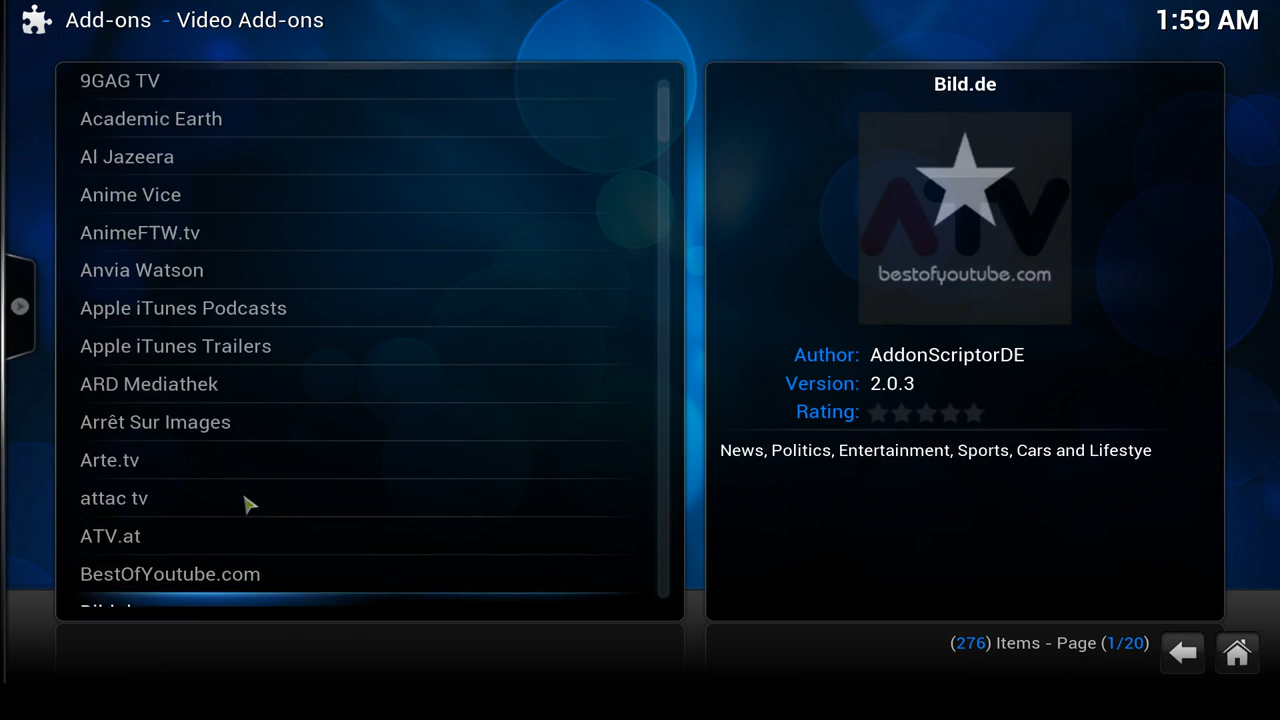 Add-ons - Video Add-ons
1:59 AM
9GAG TV
Academic Earth
Al Jazeera
Anime Vice
AnimeFTW.tv
Anvia Watson
Apple iTunes Podcasts
Apple iTunes Trailers
ARD Mediathek
Arrêt Sur Images
Arte.tv
attac tv
ATV.at
BestOfYoutube.com
Bild.de
ATV
bestofyoutube.com
Author: AddonScriptorDE
Version: 2.0.3
Rating:
News, Politics, Entertainment, Sports, Cars and Lifestye
(276) Items - Page (1/20)